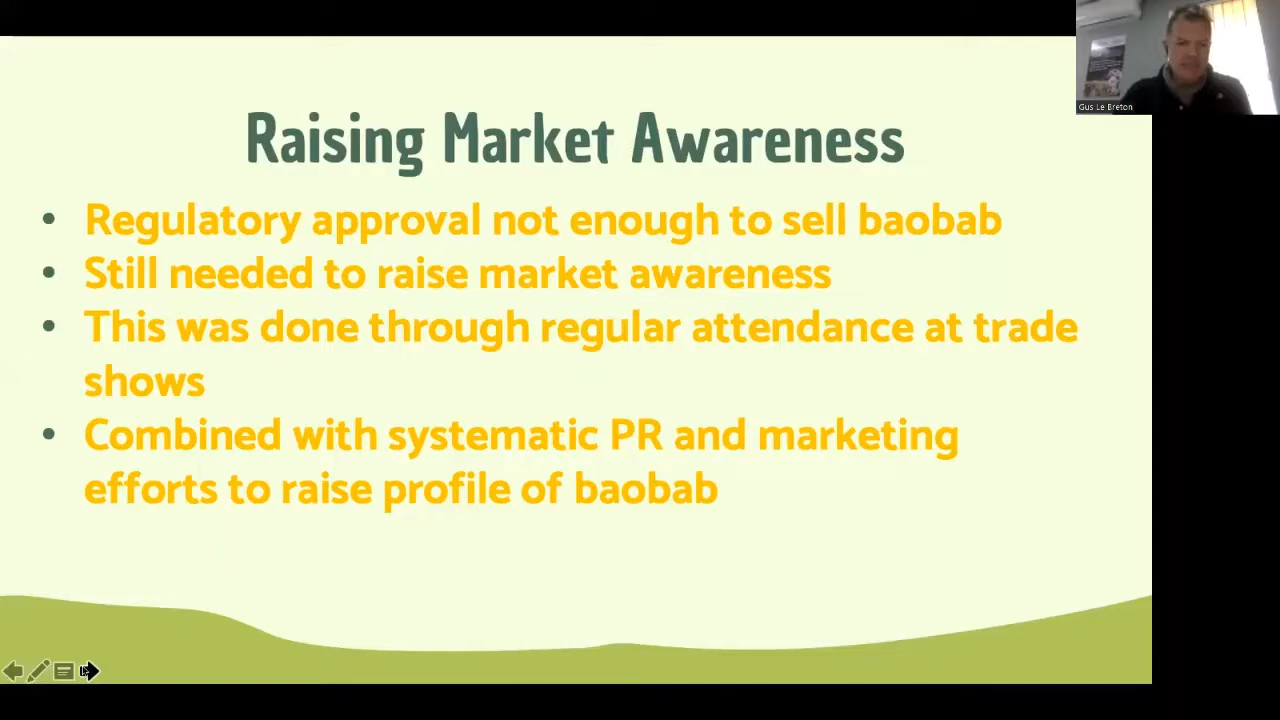 Gus Le Breton
Raising Market Awareness
• Regulatory approval not enough to sell baobab
• Still needed to raise market awareness
• This was done through regular attendance at trade
shows
• Combined with systematic PR and marketing
efforts to raise profile of baobab